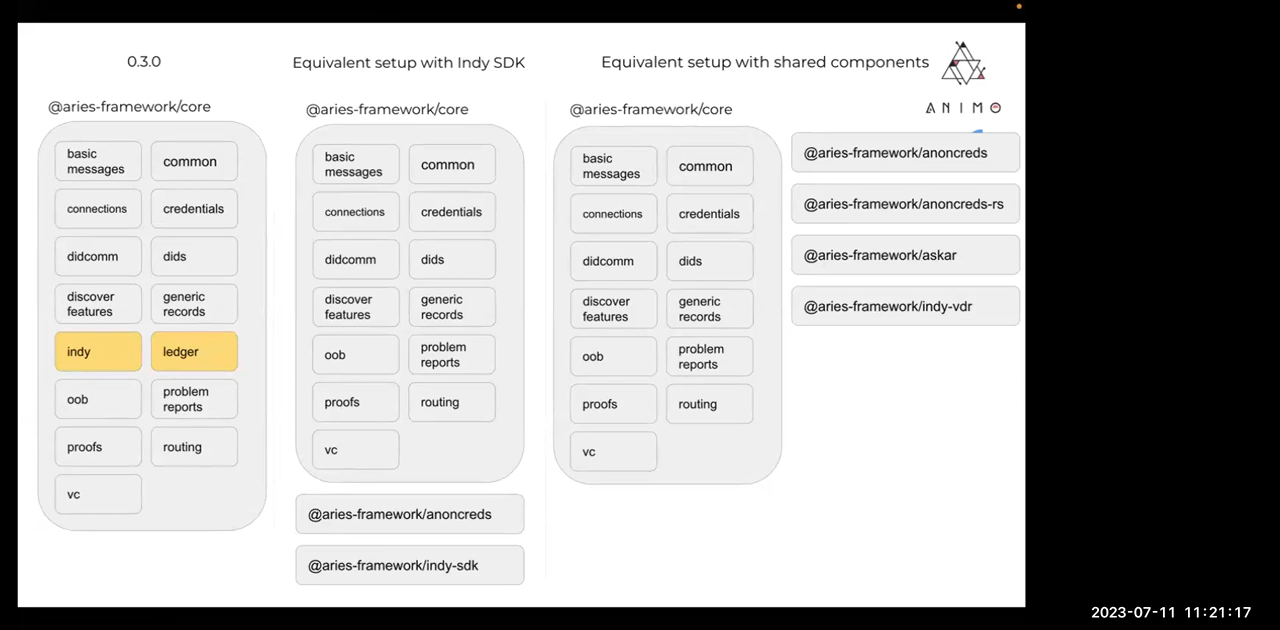 0.3.0
@aries-framework/core
basic
messages
common
connections
credentials
didcomm
dids
discover
features
generic
records
indy
ledger
oob
problem
reports
proofs
routing
vc
Equivalent setup with Indy SDK
@aries-framework/core
basic
messages
common
connections
credentials
didcomm
dids
discover
features
generic
records
oob
problem
reports
proofs
routing
vc
@aries-framework/anoncreds
@aries-framework/indy-sdk
Equivalent setup with shared components
ANIMO
@aries-framework/core
basic
messages
common
connections
credentials
didcomm
dids
discover
features
generic
records
oob
problem
reports
proofs
routing
vc
@aries-framework/anoncreds
@aries-framework/anoncreds-rs
@aries-framework/askar
@aries-framework/indy-vdr
2023-07-11 11:21:17